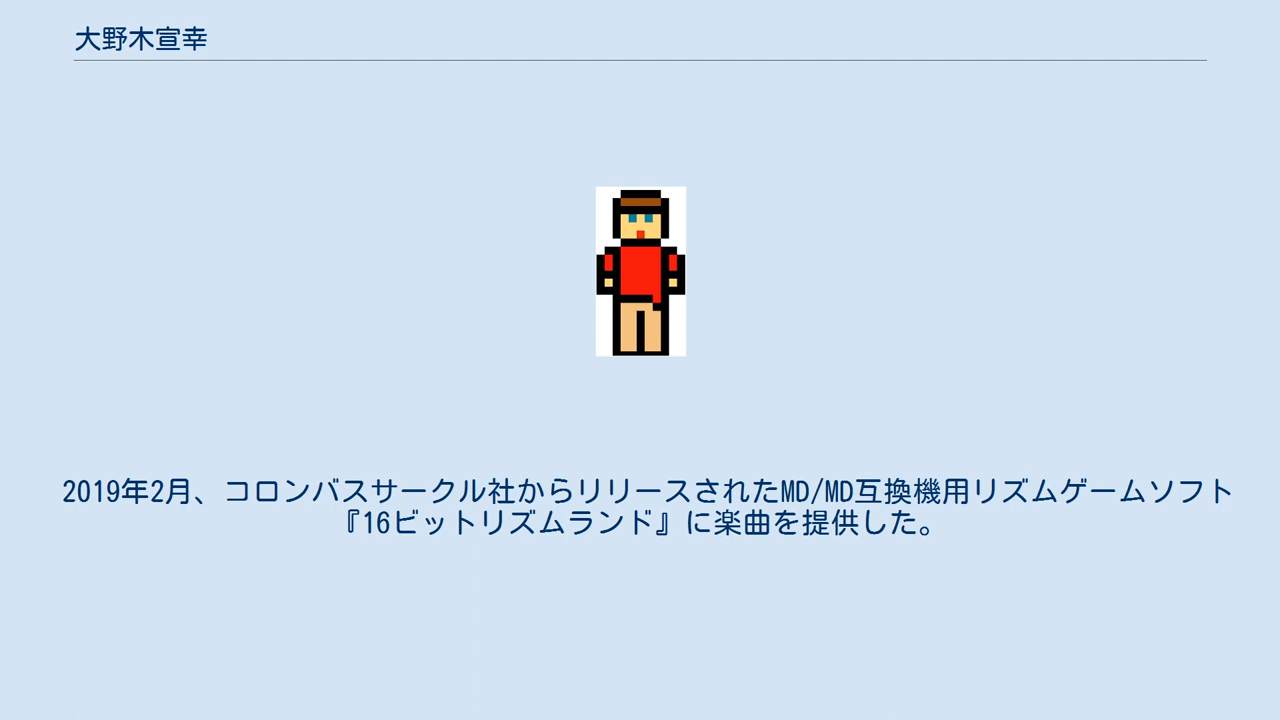 大野木宣幸
2019年2月、コロンバスサークル社からリリースされたMD/MD互換機用リズムゲームソフト
『16ビットリズムランド』に楽曲を提供した。